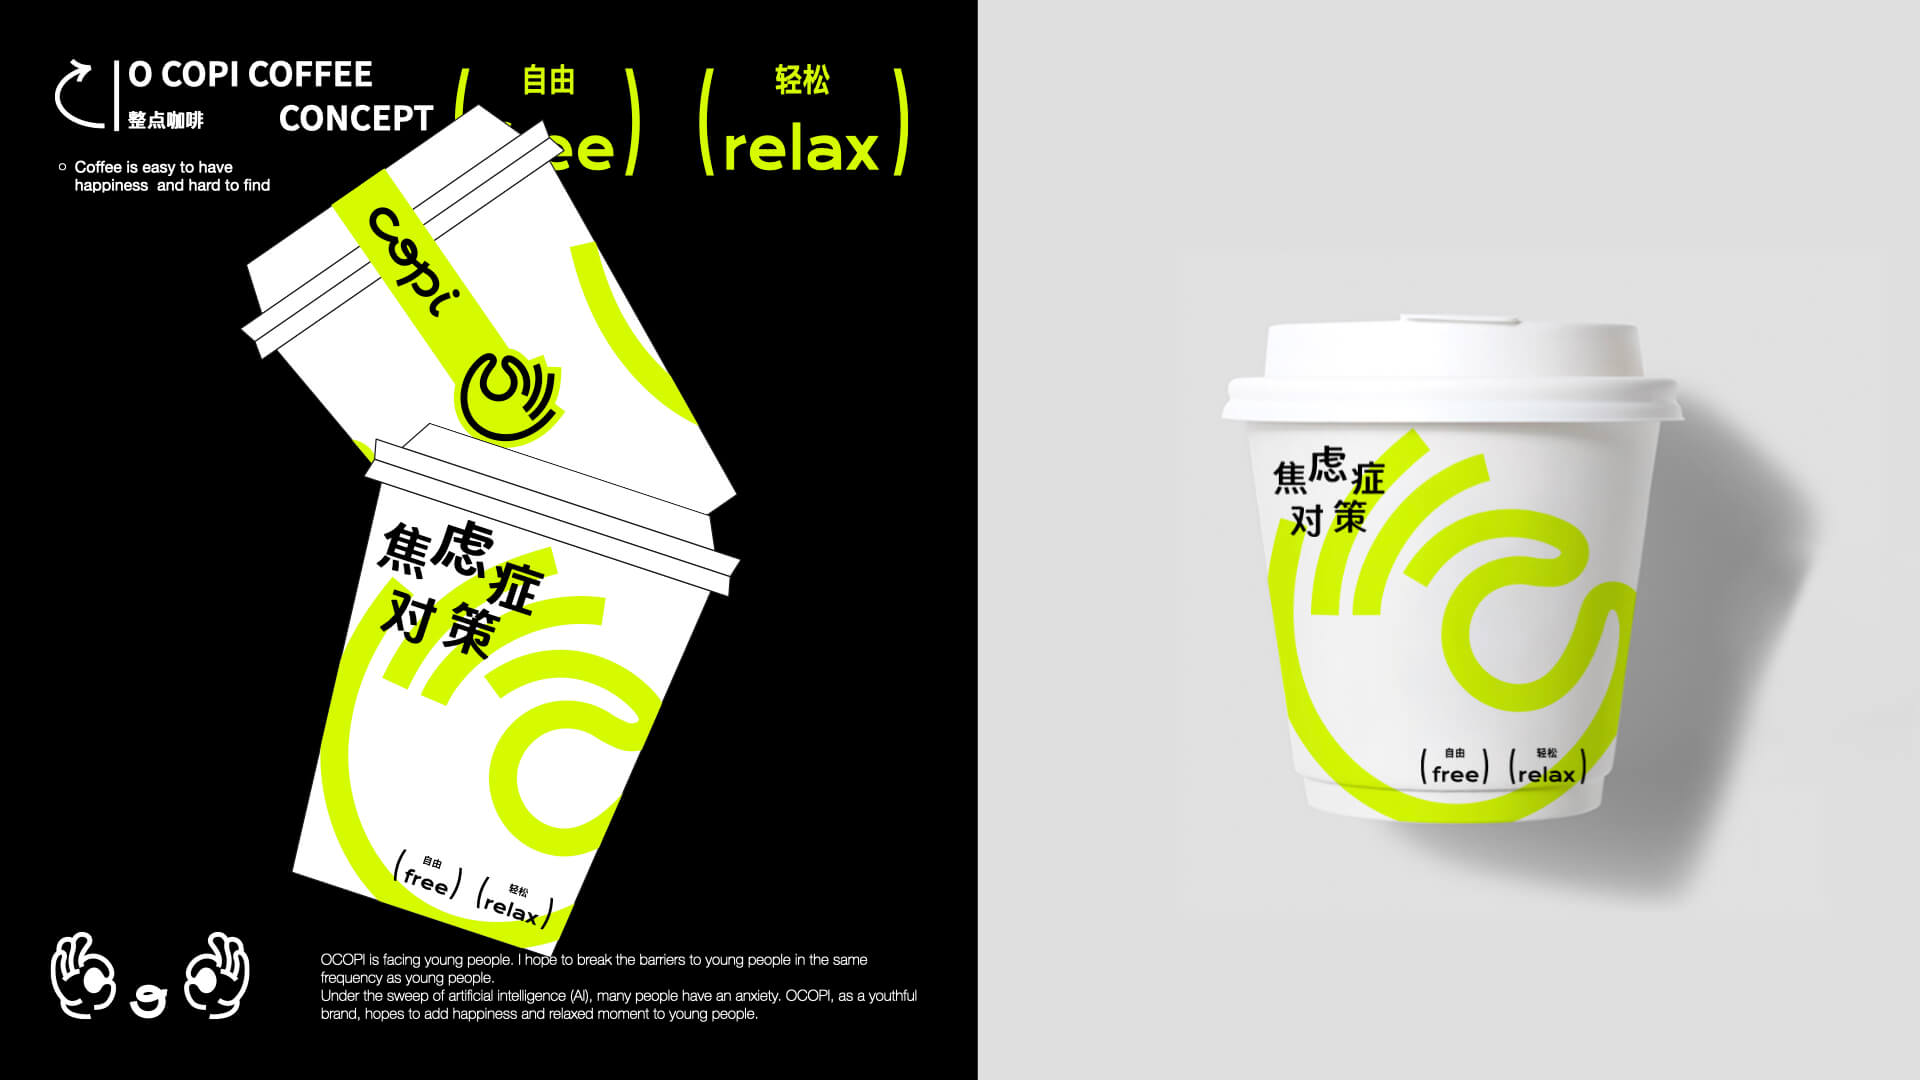 O COPI COFFEE
CONCEPT
整点咖啡
Coffee is easy to have
happiness and hard to find
自由
ee
轻松
relax
copi
焦虑症
对策
自由
(free)
轻松
(relax)
OCOPI is facing young people. I hope to break the barriers to young people in the same
frequency as young people.
Under the sweep of artificial intelligence (AI), many people have an anxiety. OCOPI, as a youthful
brand, hopes to add happiness and relaxed moment to young people.
焦虑症
对策
自由
(free)
轻松
(relax)